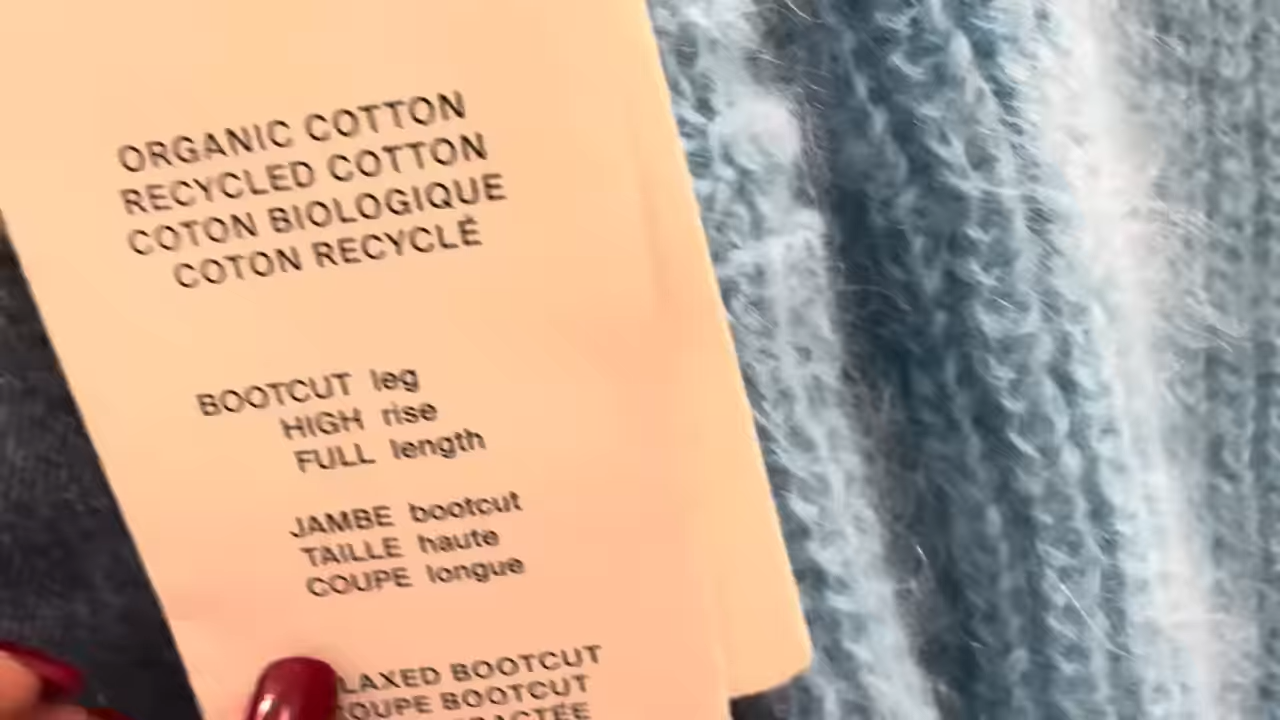 ORGANIC COTTON
RECYCLED COTTON
COTON BIOLOGIQUE
COTON RECYCLÉ
BOOTCUT leg
HIGH rise
FULL length
JAMBE bootcut
TAILLE haute
COUPE longue
BOOTCUT
BOOTCUT